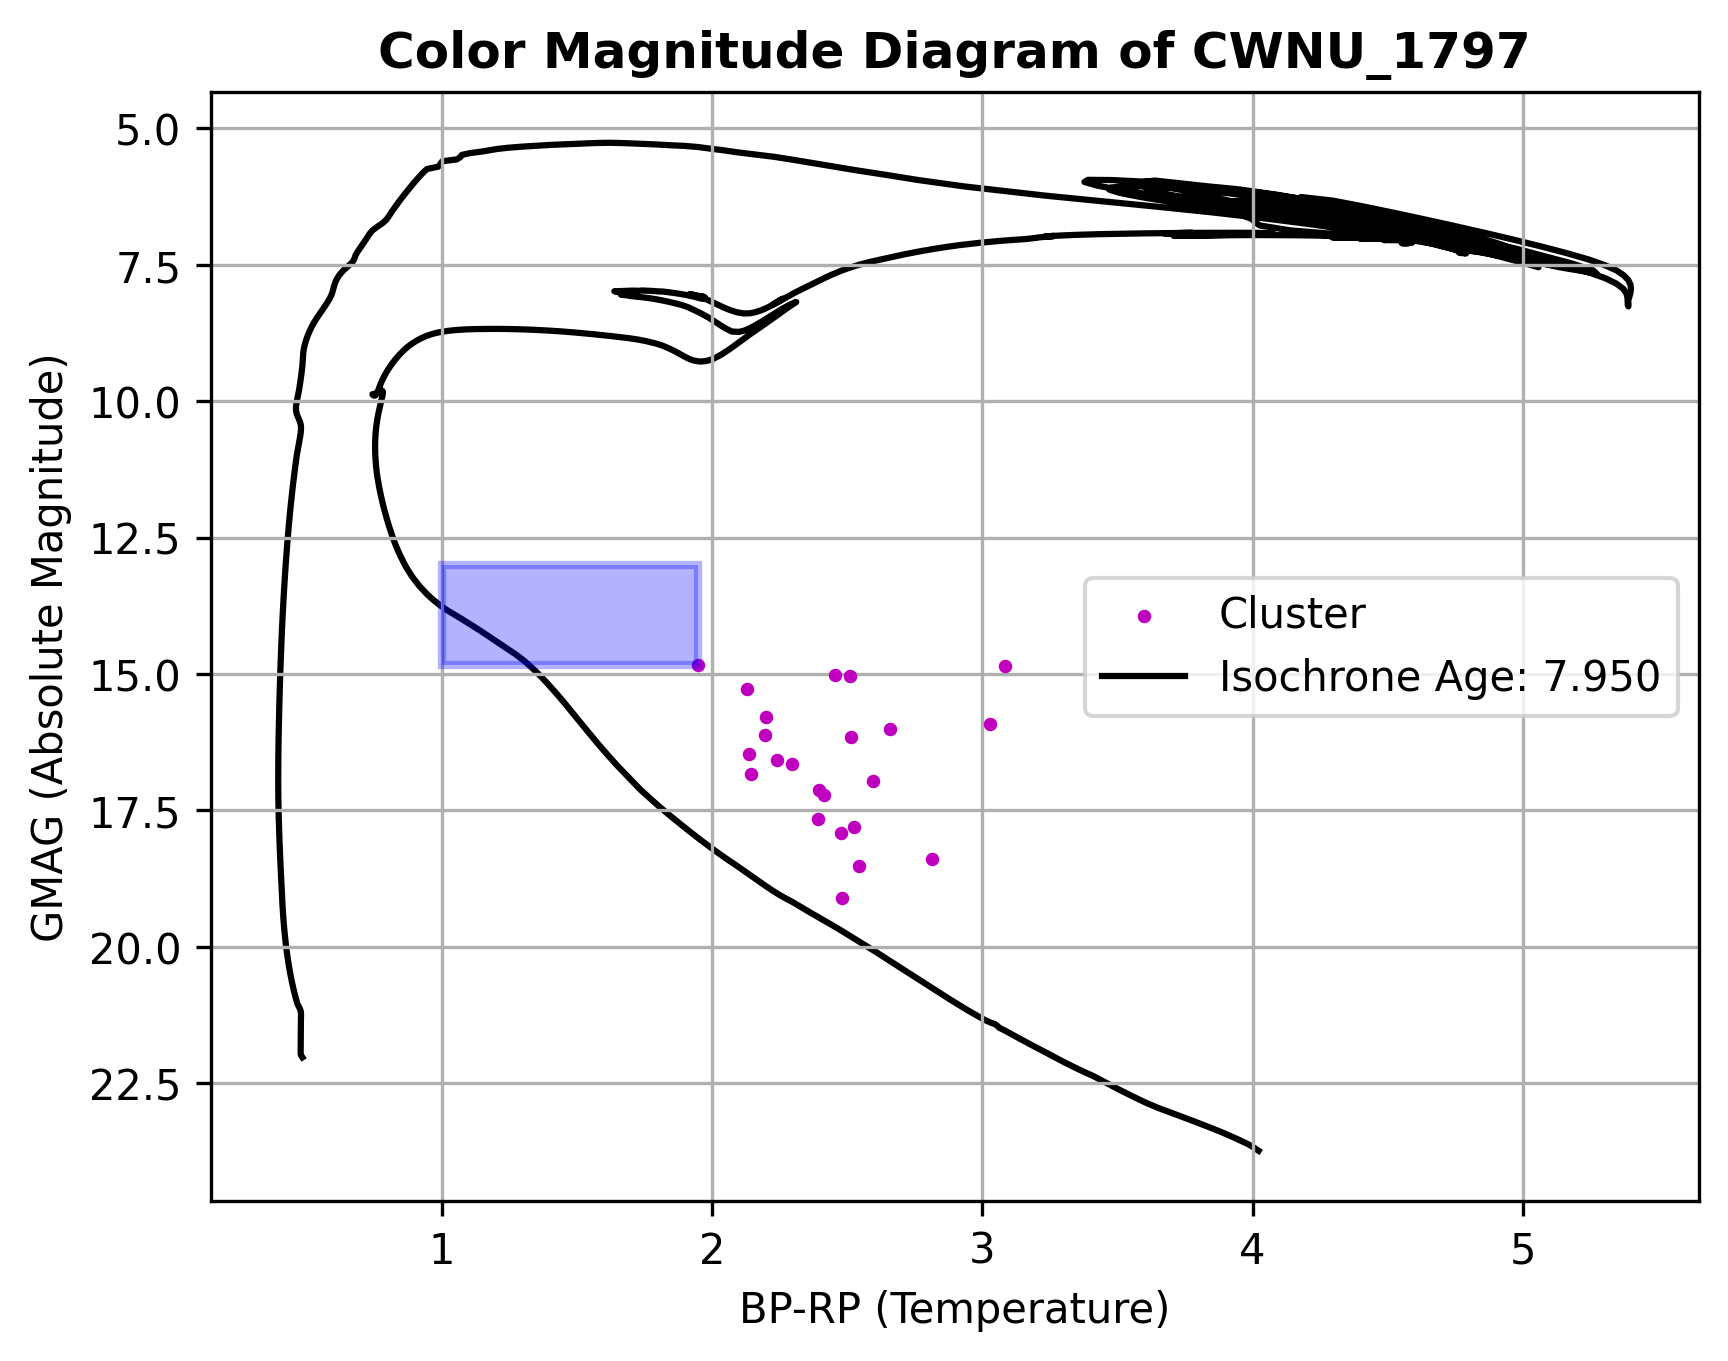 Color Magnitude Diagram of CWNU_1797
GMAG (Absolute Magnitude)
5.0
7.5
10.0
12.5
15.0
17.5
20.0
22.5
Cluster
Isochrone Age: 7.950
1 2 3 4 5
BP-RP (Temperature)